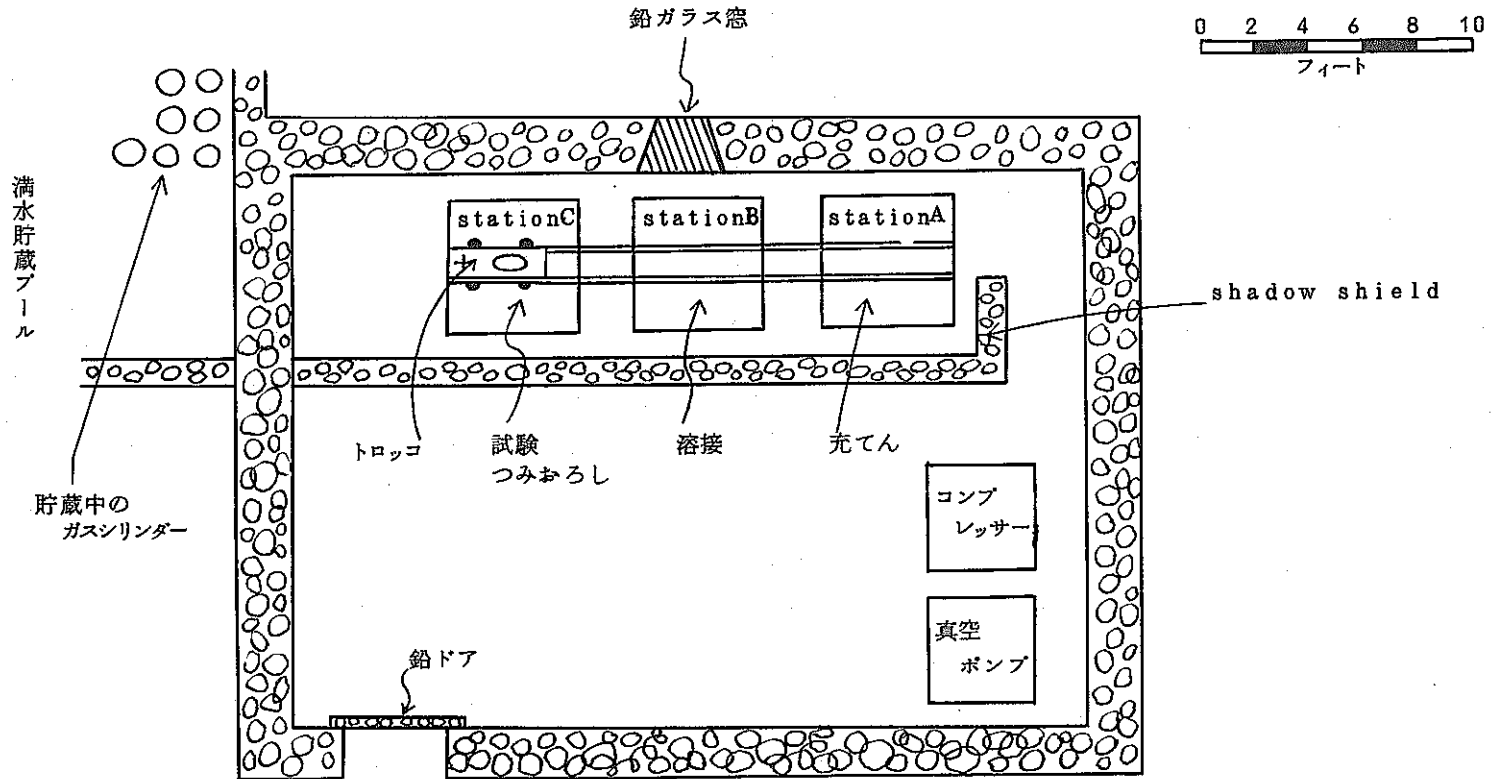 鉛ガラス窓
0 2 4 6 8 10
フィート
満水貯蔵プール
stationC
stationB
stationA
shadow shield
トロッコ
試験
つみおろし
溶接
充てん
貯蔵中の
ガスシリンダー
コンプ
レッサー
真空
ポンプ
鉛ドア